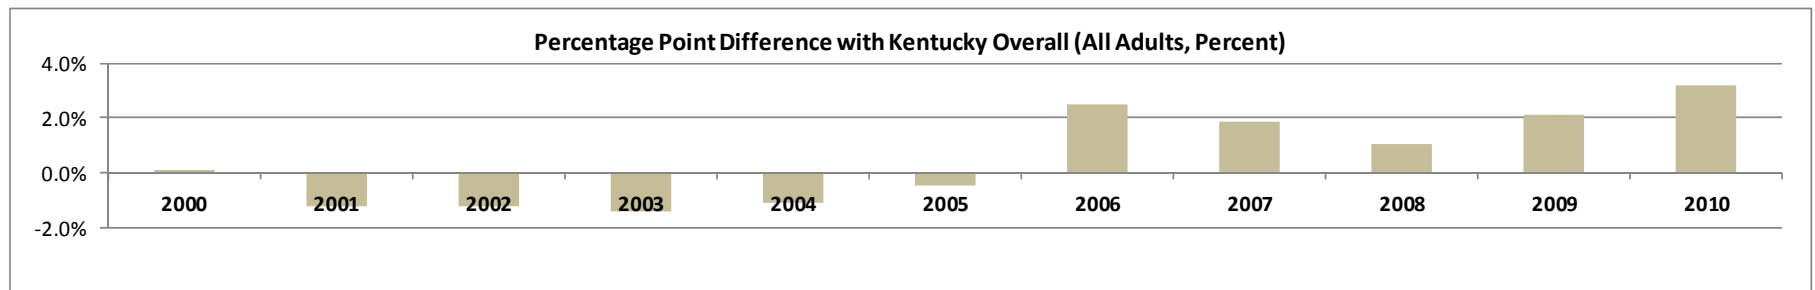 Percentage Point Difference with Kentucky Overall (All Adults, Percent)
4.0%
2.0%
0.0%
2000 2001 2002 2003 2004 2005 2006 2007 2008 2009 2010
-2.0%